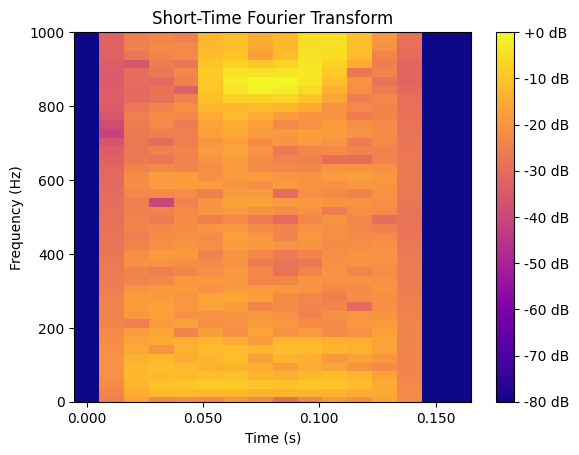 Short-Time Fourier Transform
1000
800
600
400
200
0
Frequency (Hz)
0.000
0.050
0.100
0.150
Time (s)
+0 dB
-10 dB
-20 dB
-30 dB
-40 dB
-50 dB
-60 dB
-70 dB
-80 dB